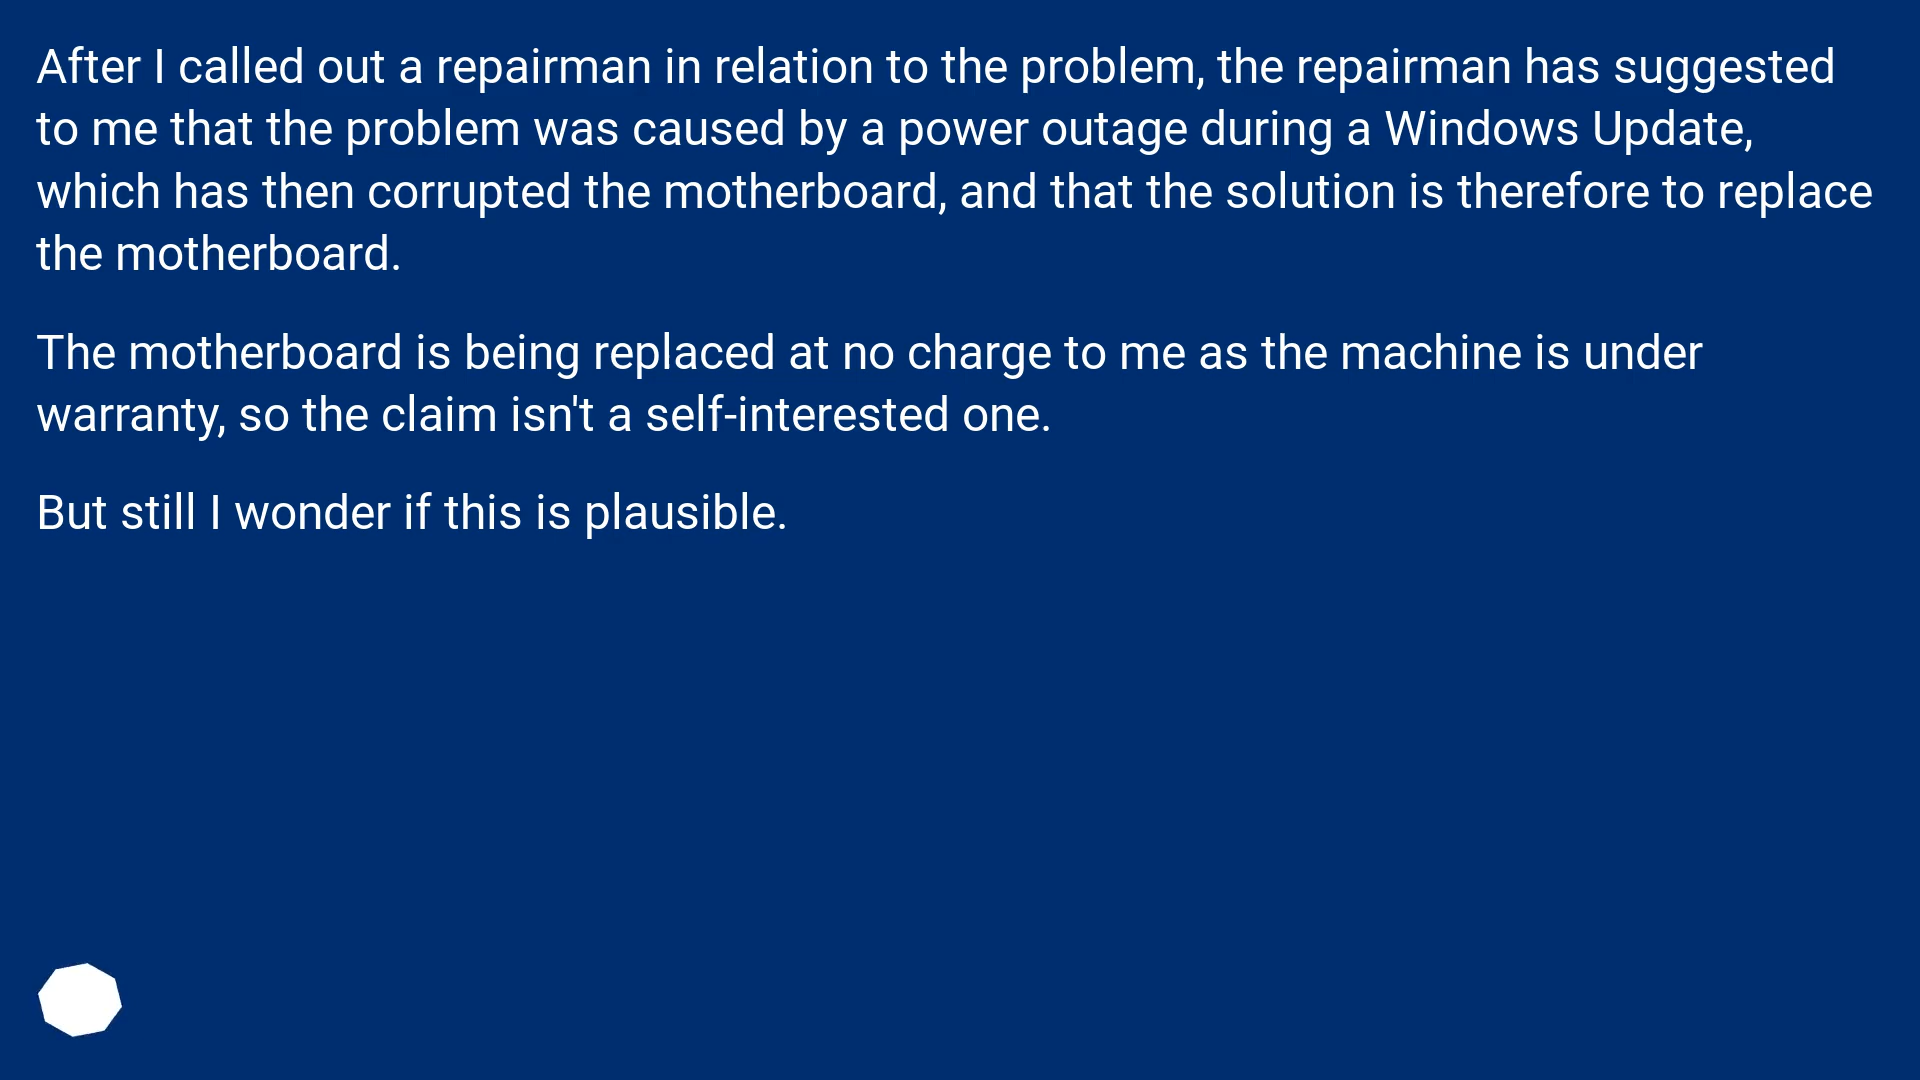 After I called out a repairman in relation to the problem, the repairman has suggested
to me that the problem was caused by a power outage during a Windows Update,
which has then corrupted the motherboard, and that the solution is therefore to replace
the motherboard.
The motherboard is being replaced at no charge to me as the machine is under
warranty, so the claim isn't a self-interested one.
But still I wonder if this is plausible.